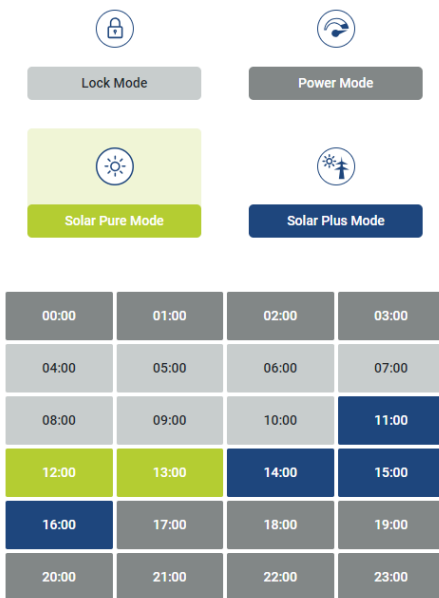 Lock Mode Power Mode
Solar Pure Mode Solar Plus Mode
00:00 01:00 02:00 03:00
04:00 05:00 06:00 07:00
08:00 09:00 10:00 11:00
12:00 13:00 14:00 15:00
16:00 17:00 18:00 19:00
20:00 21:00 22:00 23:00